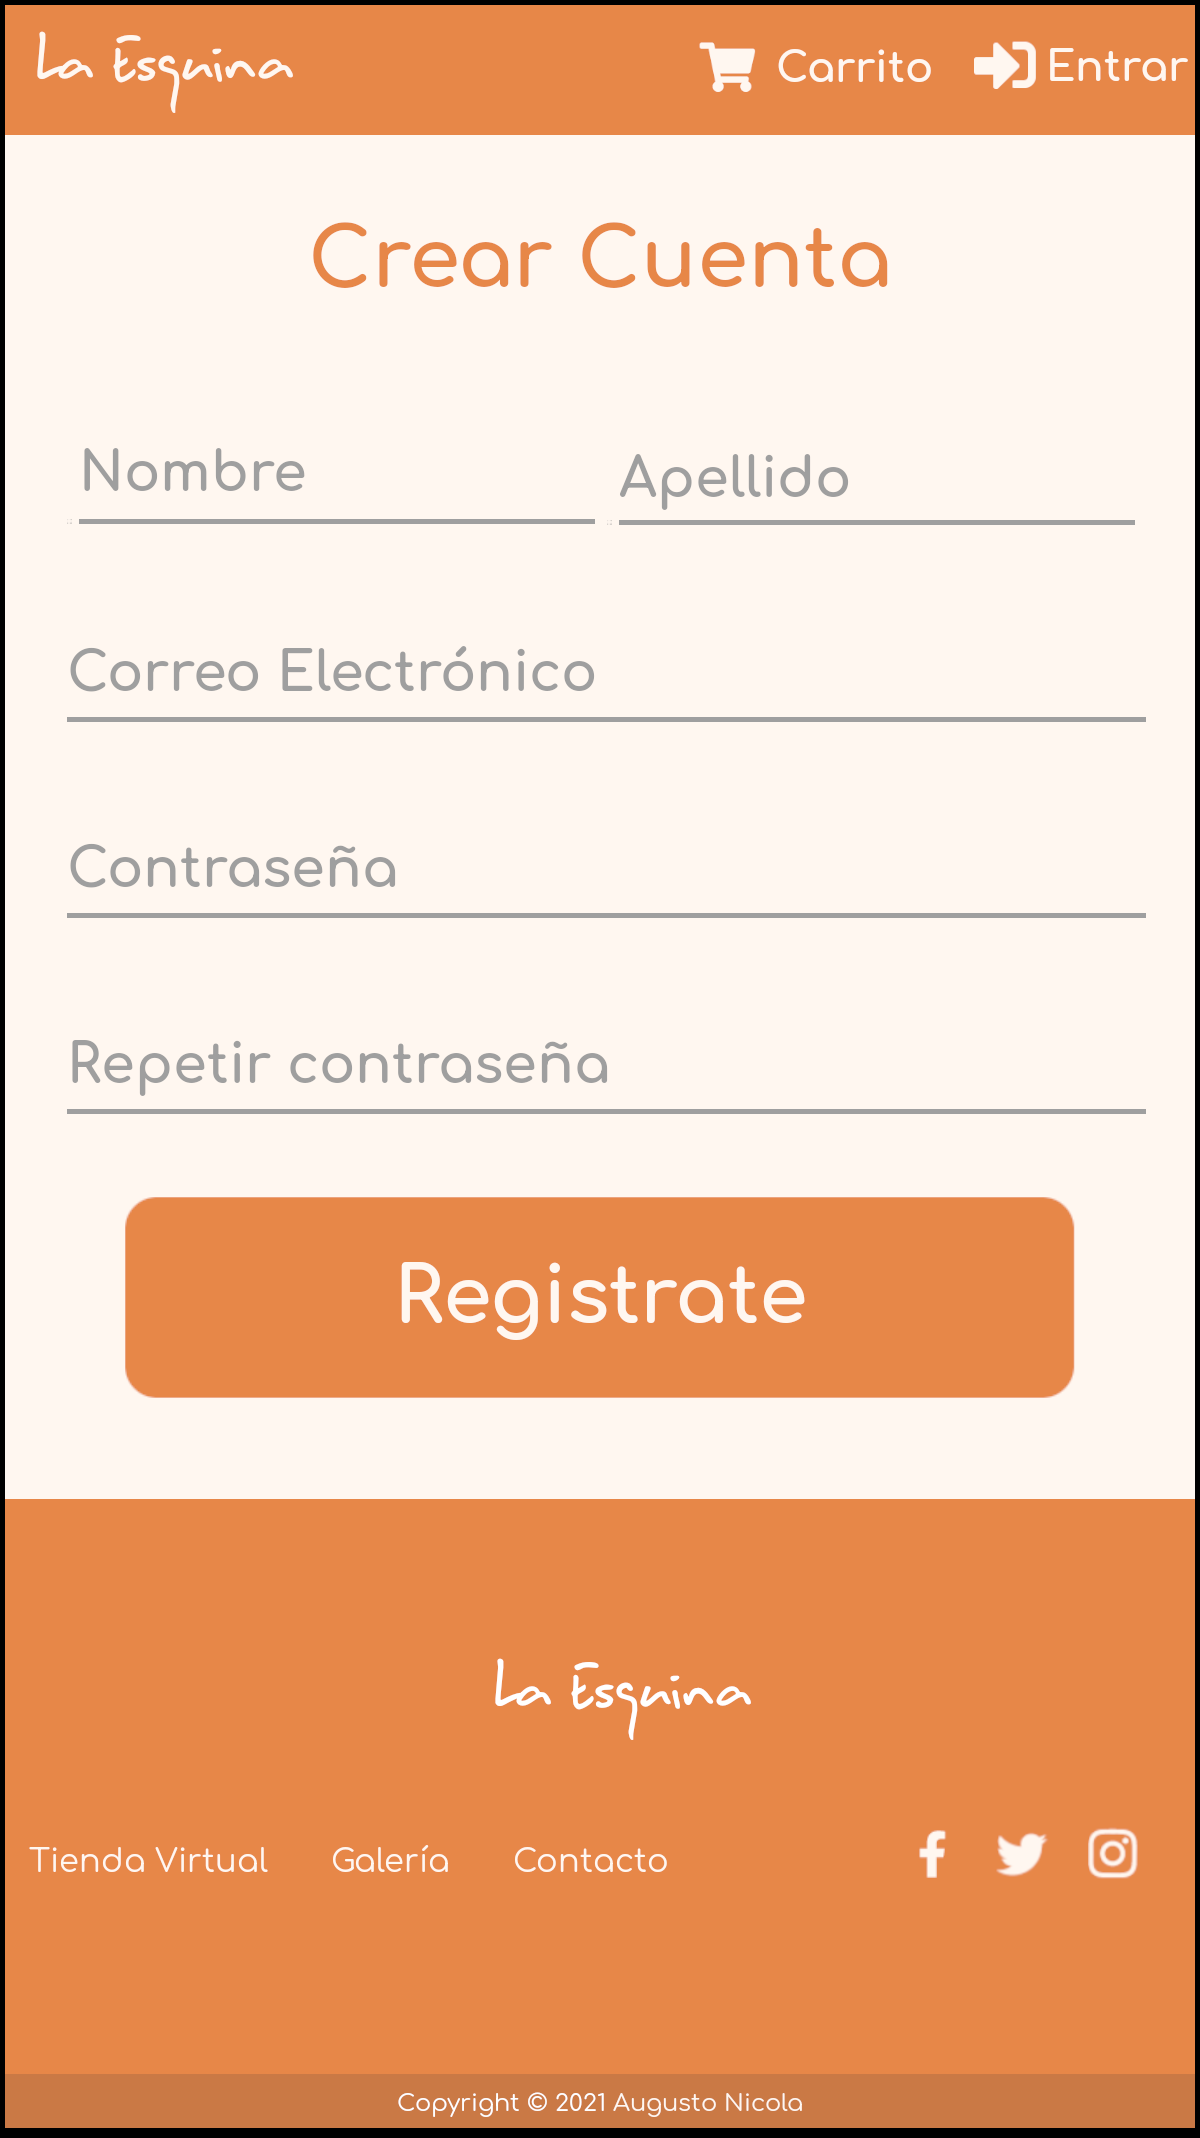 La Esquina
Carrito
Entrar
Crear Cuenta
Nombre
Apellido
Correo Electrónico
Contraseña
Repetir contraseña
Registrate
La Esquina
Tienda Virtual
Galería
Contacto
Copyright © 2021 Augusto Nicola